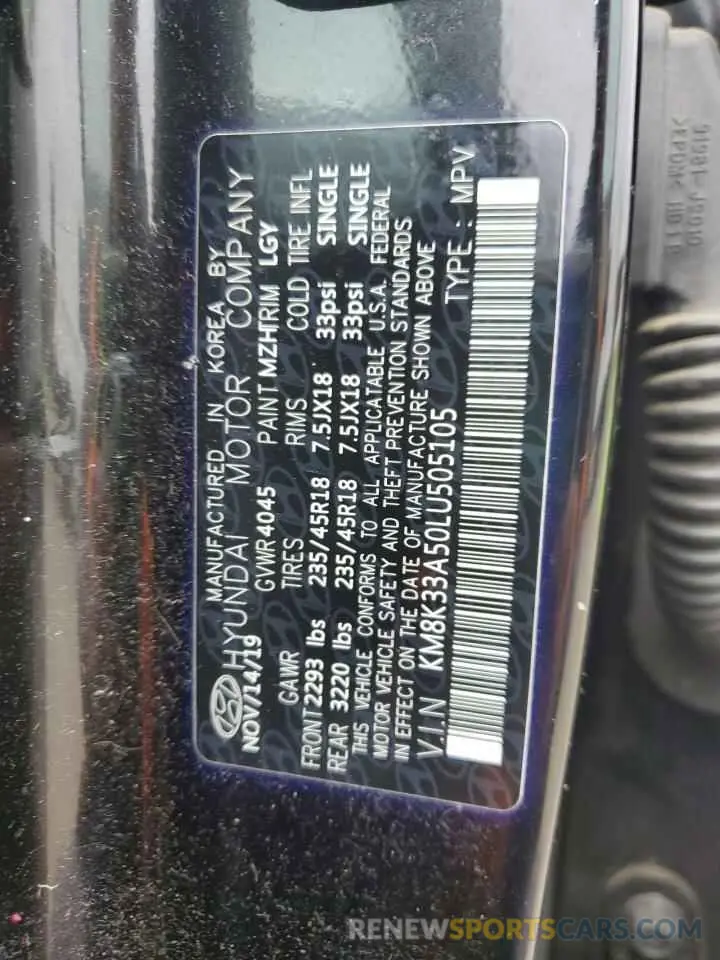 MANUFACTURED IN KOREA BY
HYUNDAI MOTOR COMPANY
NOV/14/19 GVWR 4045 PAINT MZH TRIM LGY
GAWR TIRES RIMS COLD TIRE INFL
FRONT 2293 lbs 235/45R18 7.5JX18 33psi SINGLE
REAR 3220 lbs 235/45R18 7.5JX18 33psi SINGLE
THIS VEHICLE CONFORMS TO ALL APPLICATABLE U.S.A. FEDERAL
MOTOR VEHICLE SAFETY AND THEFT PREVENTION STANDARDS
IN EFFECT ON THE DATE OF MANUFACTURE SHOWN ABOVE
V.I.N KM8K33A50LU505105 TYPE : MPV
RENEWSPORTSCARS.COM